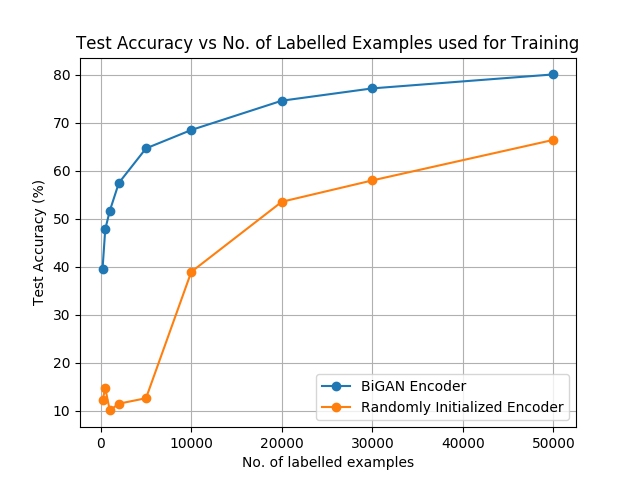 Test Accuracy vs No. of Labelled Examples used for Training
80
70
60
50
40
30
20
10
Test Accuracy (%)
BiGAN Encoder
Randomly Initialized Encoder
0 10000 20000 30000 40000 50000
No. of labelled examples